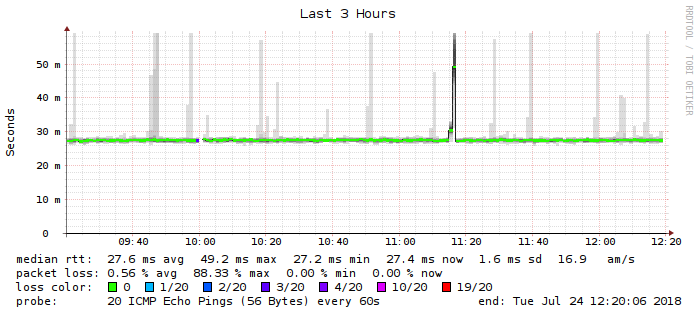 Last 3 Hours
RRDTOOL / TOBI OETIKER
Seconds
50 m
40 m
30 m
20 m
10 m
0
09:40 10:00 10:20 10:40 11:00 11:20 11:40 12:00 12:20
median rtt: 27.6 ms avg 49.2 ms max 27.2 ms min 27.4 ms now 1.6 ms sd 16.9 am/s
packet loss: 0.56 % avg 88.33 % max 0.00 % min 0.00 % now
loss color: 0 1/20 2/20 3/20 4/20 10/20 19/20
probe: 20 ICMP Echo Pings (56 Bytes) every 60s end: Tue Jul 24 12:20:06 2018